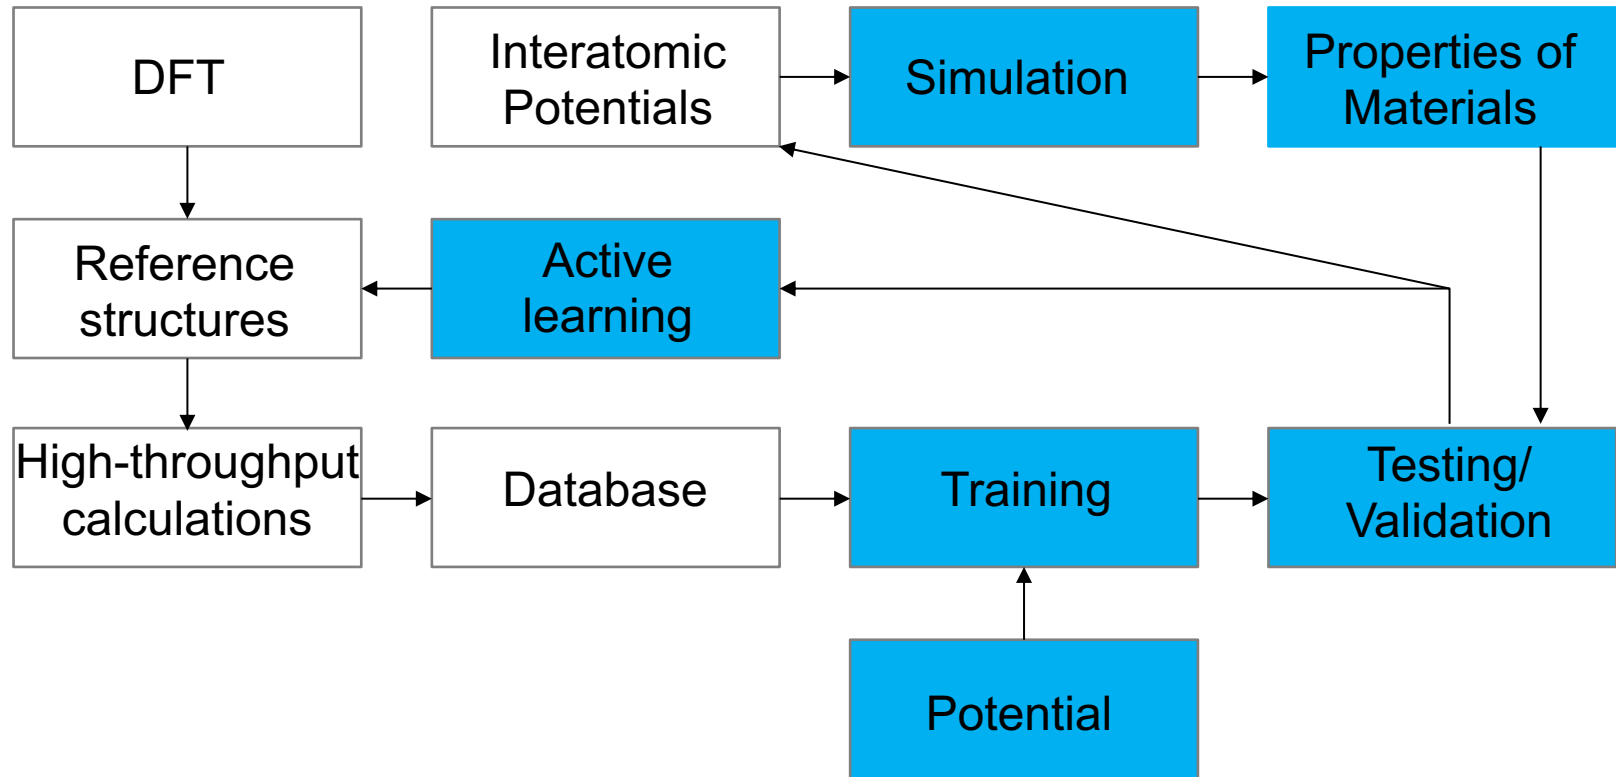 DFT
Interatomic
Potentials
Simulation
Properties of
Materials
Reference
structures
Active
learning
High-throughput
calculations
Database
Training
Testing/
Validation
Potential